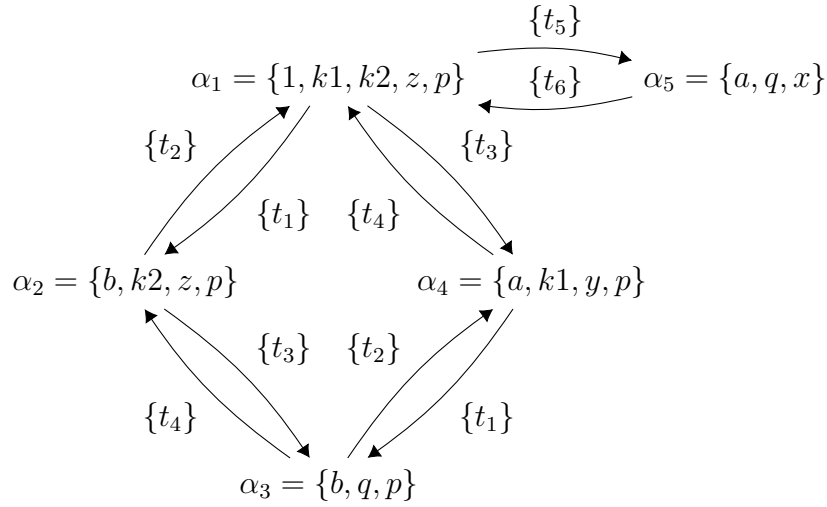 {t₅}
α₁ = {1, k1, k2, z, p}
{t₆}
α₅ = {a, q, x}
{t₂}
{t₃}
{t₁}
{t₄}
α₂ = {b, k2, z, p}
α₄ = {a, k1, y, p}
{t₃}
{t₂}
{t₄}
{t₁}
α₃ = {b, q, p}